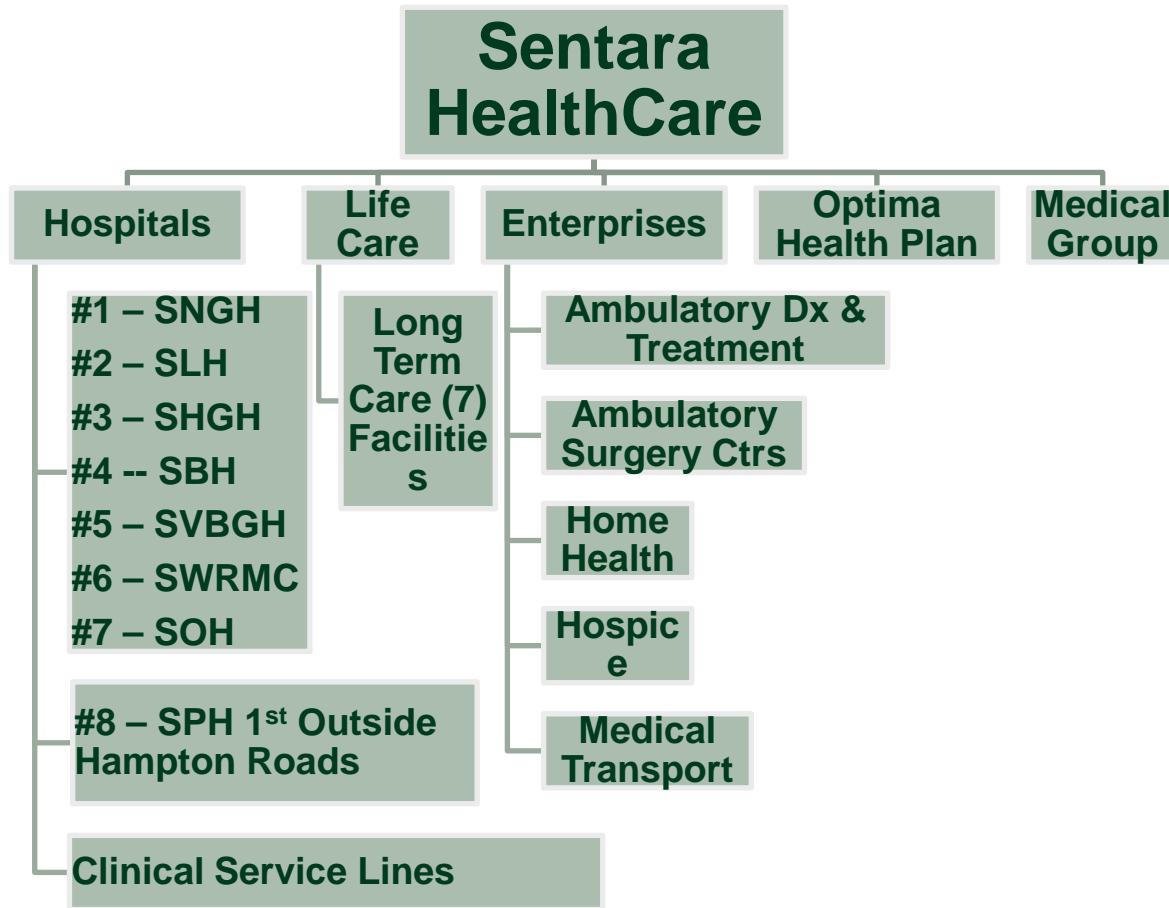 Sentara
HealthCare
Hospitals
Life
Care
Enterprises
Optima
Health Plan
Medical
Group
#1 – SNGH
#2 – SLH
#3 – SHGH
#4 -- SBH
#5 – SVBGH
#6 – SWRMC
#7 – SOH
#8 – SPH 1st Outside
Hampton Roads
Clinical Service Lines
Long
Term
Care (7)
Facilitie
s
Ambulatory Dx &
Treatment
Ambulatory
Surgery Ctrs
Home
Health
Hospic
e
Medical
Transport